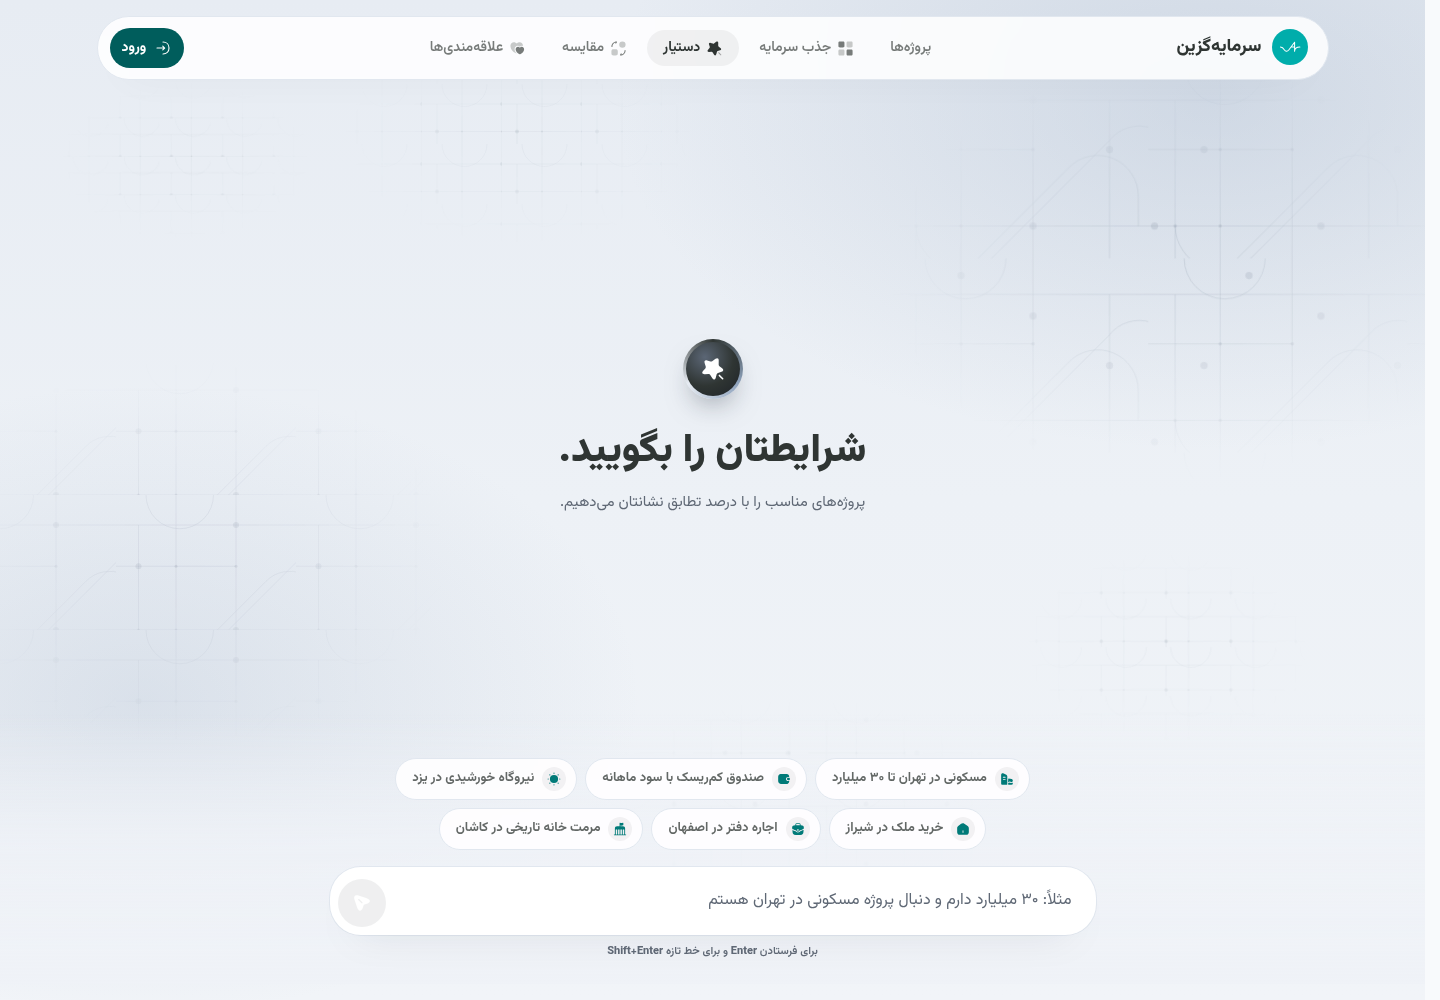 سرمایه‌گزین
پروژه‌ها
جذب سرمایه
دستیار
مقایسه
علاقه‌مندی‌ها
ورود
شرایطتان را بگویید.
پروژه‌های مناسب را با درصد تطابق نشانتان می‌دهیم.
مسکونی در تهران تا ۳۰ میلیارد
صندوق کم‌ریسک با سود ماهانه
نیروگاه خورشیدی در یزد
خرید ملک در شیراز
اجاره دفتر در اصفهان
مرمت خانه تاریخی در کاشان
مثلاً: ۳۰ میلیارد دارم و دنبال پروژه مسکونی در تهران هستم
برای فرستادن Enter و برای خط تازه Shift+Enter